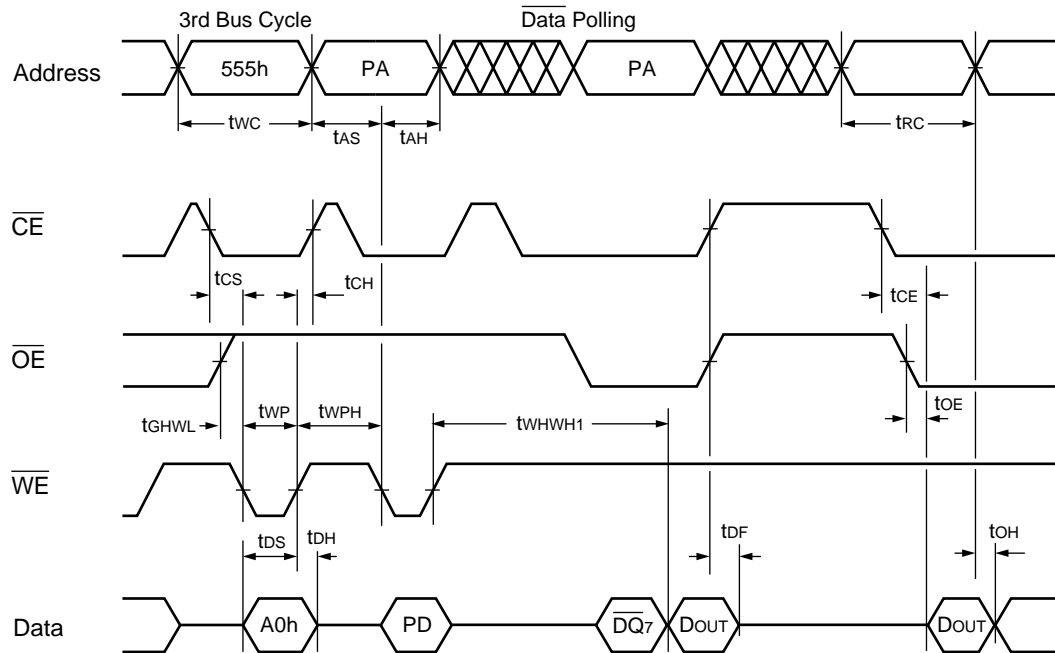 3rd Bus Cycle Data Polling
Address 555h PA PA
tWC tAS tAH tRC
CE
tCS tCH tCE
OE
tGHWL tWP tWPH tWHWH1 tOE
WE
tDS tDH tDF tOH
Data A0h PD DQ7 DOUT DOUT